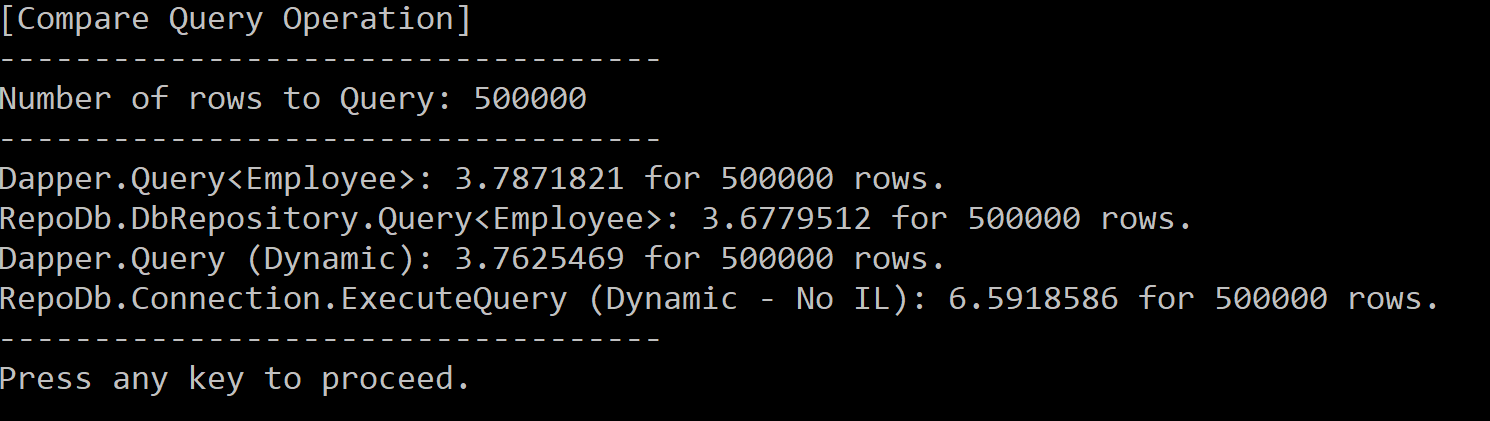 [Compare Query Operation]
-----------------------------------
Number of rows to Query: 500000
-----------------------------------
Dapper.Query<Employee>: 3.7871821 for 500000 rows.
RepoDb.DbRepository.Query<Employee>: 3.6779512 for 500000 rows.
Dapper.Query (Dynamic): 3.7625469 for 500000 rows.
RepoDb.Connection.ExecuteQuery (Dynamic - No IL): 6.5918586 for 500000 rows.
-----------------------------------
Press any key to proceed.